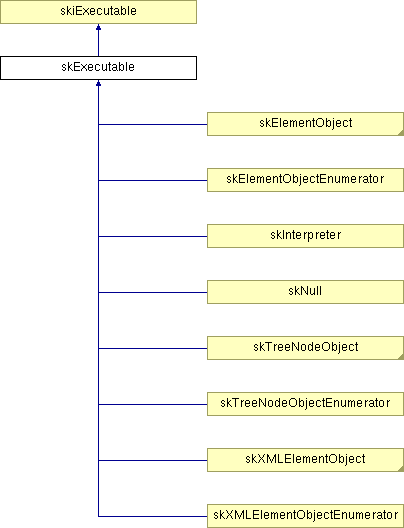 skiExecutable
skExecutable
skElementObject
skElementObjectEnumerator
skInterpreter
skNull
skTreeNodeObject
skTreeNodeObjectEnumerator
skXMLElementObject
skXMLElementObjectEnumerator